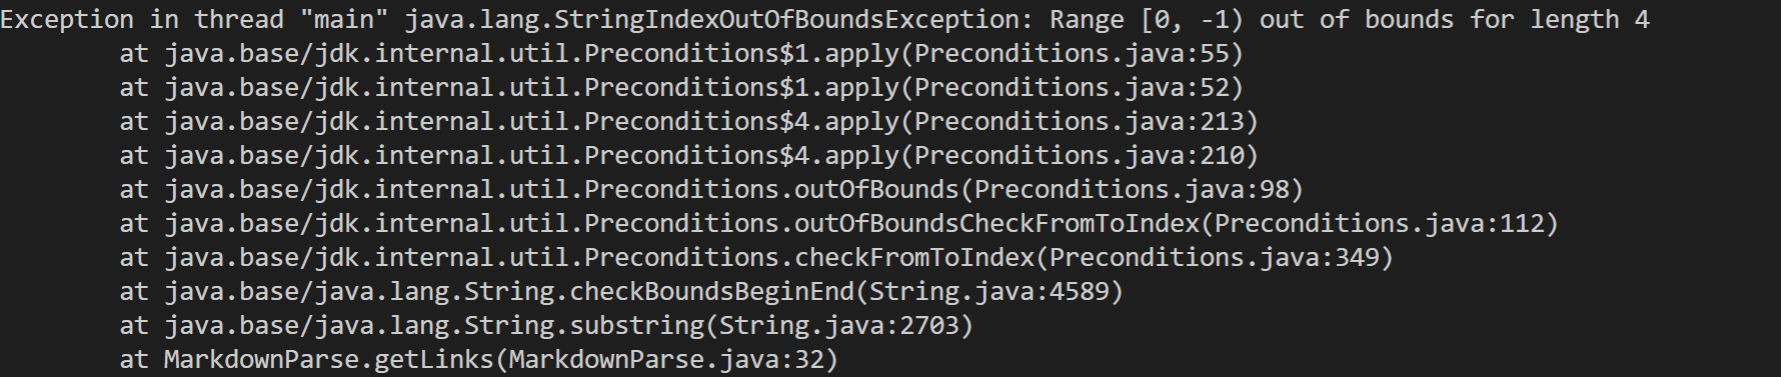 Exception in thread "main" java.lang.StringIndexOutOfBoundsException: Range [0, -1) out of bounds for length 4
at java.base/jdk.internal.util.Preconditions$1.apply(Preconditions.java:55)
at java.base/jdk.internal.util.Preconditions$1.apply(Preconditions.java:52)
at java.base/jdk.internal.util.Preconditions$4.apply(Preconditions.java:213)
at java.base/jdk.internal.util.Preconditions$4.apply(Preconditions.java:210)
at java.base/jdk.internal.util.Preconditions.outOfBounds(Preconditions.java:98)
at java.base/jdk.internal.util.Preconditions.outOfBoundsCheckFromToIndex(Preconditions.java:112)
at java.base/jdk.internal.util.Preconditions.checkFromToIndex(Preconditions.java:349)
at java.base/java.lang.String.checkBoundsBeginEnd(String.java:4589)
at java.base/java.lang.String.substring(String.java:2703)
at MarkdownParse.getLinks(MarkdownParse.java:32)